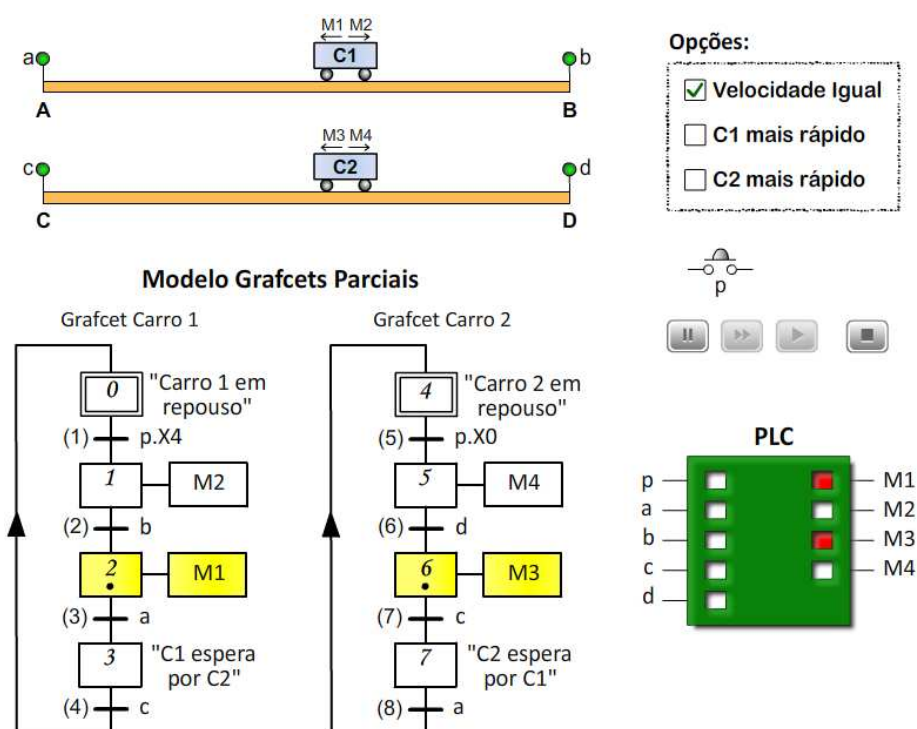 M1 M2
C1
a
b
A
B
M3 M4
C2
c
d
C
D
Opções:
Velocidade Igual
C1 mais rápido
C2 mais rápido
p
Modelo Grafcets Parciais
Grafcet Carro 1
0
"Carro 1 em
repouso"
(1)
p.X4
1
M2
(2)
b
2
M1
(3)
a
3
"C1 espera
por C2"
(4)
c
Grafcet Carro 2
4
"Carro 2 em
repouso"
(5)
p.X0
5
M4
(6)
d
6
M3
(7)
c
7
"C2 espera
por C1"
(8)
a
PLC
p
a
b
c
d
M1
M2
M3
M4